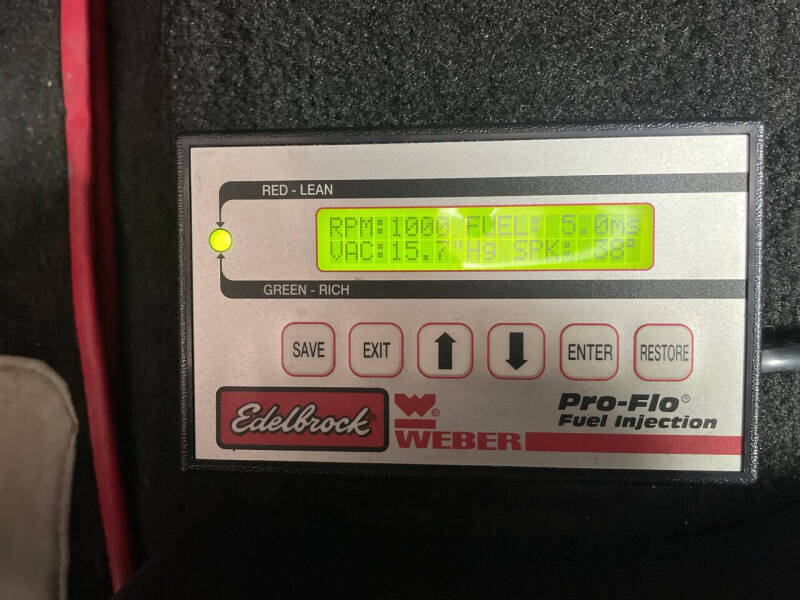 RED - LEAN
RPM:1000 FUEL: 5.0ms
VAC:15.7"Hg SPK: 38°
GREEN - RICH
SAVE EXIT ENTER RESTORE
Edelbrock® ® WEBER
Pro-Flo®
Fuel Injection